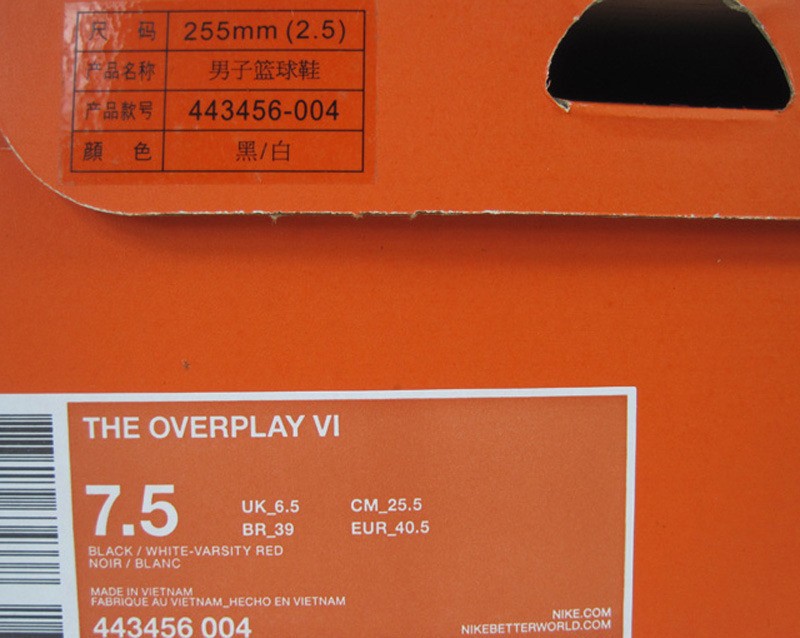 尺 码 255mm (2.5)
产品名称 男子篮球鞋
产品款号 443456-004
顏 色 黑/白
THE OVERPLAY VI
7.5 UK_6.5 CM_25.5
BR_39 EUR_40.5
BLACK / WHITE-VARSITY RED
NOIR / BLANC
MADE IN VIETNAM
FABRIQUE AU VIETNAM_HECHO EN VIETNAM
443456 004
NIKE.COM
NIKEBETTERWORLD.COM